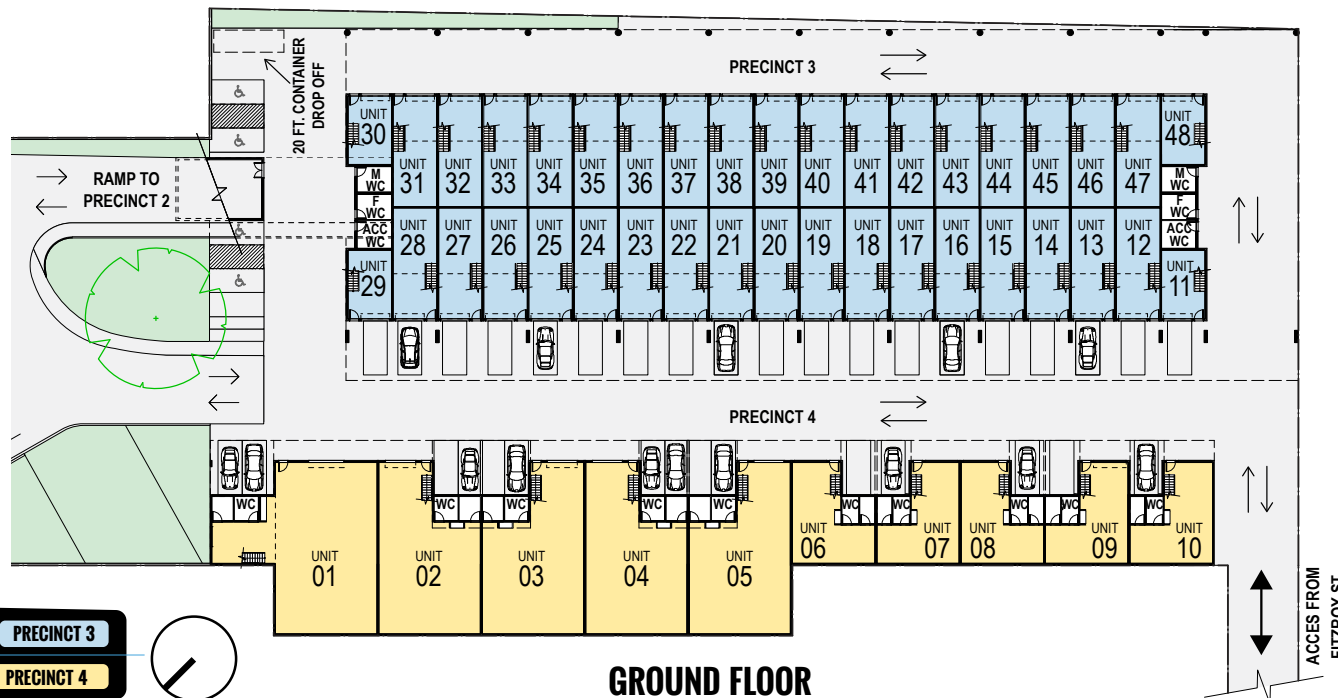 20 FT. CONTAINER
DROP OFF
PRECINCT 3
RAMP TO
PRECINCT 2
UNIT
30
UNIT
31
UNIT
32
UNIT
33
UNIT
34
UNIT
35
UNIT
36
UNIT
37
UNIT
38
UNIT
39
UNIT
40
UNIT
41
UNIT
42
UNIT
43
UNIT
44
UNIT
45
UNIT
46
UNIT
47
UNIT
48
M
WC
F
WC
ACC
WC
M
WC
F
WC
ACC
WC
UNIT
29
UNIT
28
UNIT
27
UNIT
26
UNIT
25
UNIT
24
UNIT
23
UNIT
22
UNIT
21
UNIT
20
UNIT
19
UNIT
18
UNIT
17
UNIT
16
UNIT
15
UNIT
14
UNIT
13
UNIT
12
UNIT
11
PRECINCT 4
WC
WC
WC
WC
WC
WC
WC
WC
WC
WC
UNIT
01
UNIT
02
UNIT
03
UNIT
04
UNIT
05
UNIT
06
UNIT
07
UNIT
08
UNIT
09
UNIT
10
ACCES FROM
FITZROY ST
PRECINCT 3
PRECINCT 4
GROUND FLOOR